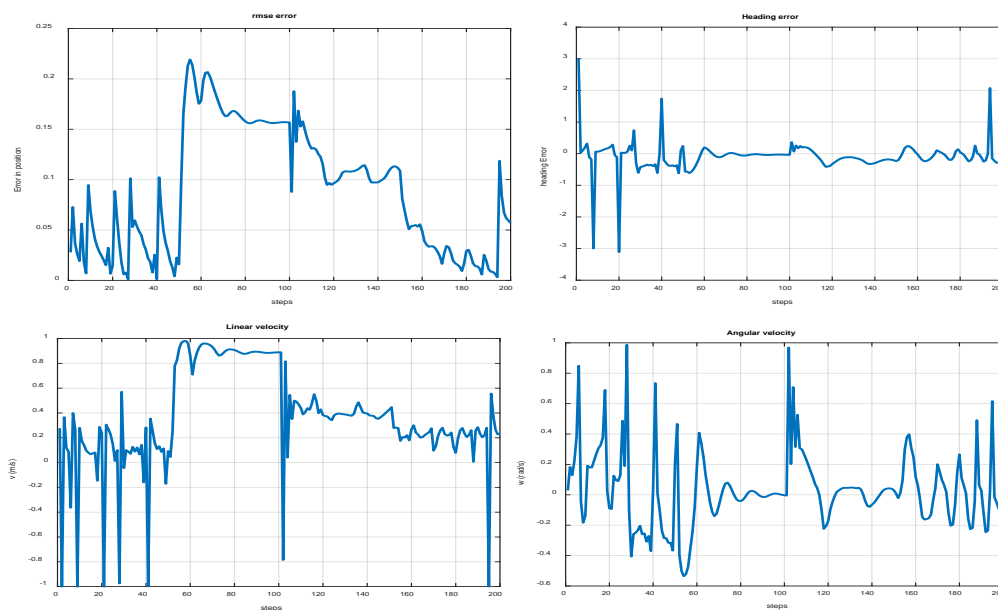 rmse error
0.25
0.2
0.15
0.1
0.05
0
Error in position
0 20 40 60 80 100 120 140 160 180 200
steps
Heading error
4
3
2
1
0
-1
-2
-3
-4
heading Error
0 20 40 60 80 100 120 140 160 180 200
steps
Linear velocity
1
0.8
0.6
0.4
0.2
0
-0.2
-0.4
-0.6
-0.8
-1
v (m/s)
0 20 40 60 80 100 120 140 160 180 200
steps
Angular velocity
1
0.8
0.6
0.4
0.2
0
-0.2
-0.4
-0.6
w (rad/s)
0 20 40 60 80 100 120 140 160 180 200
steps